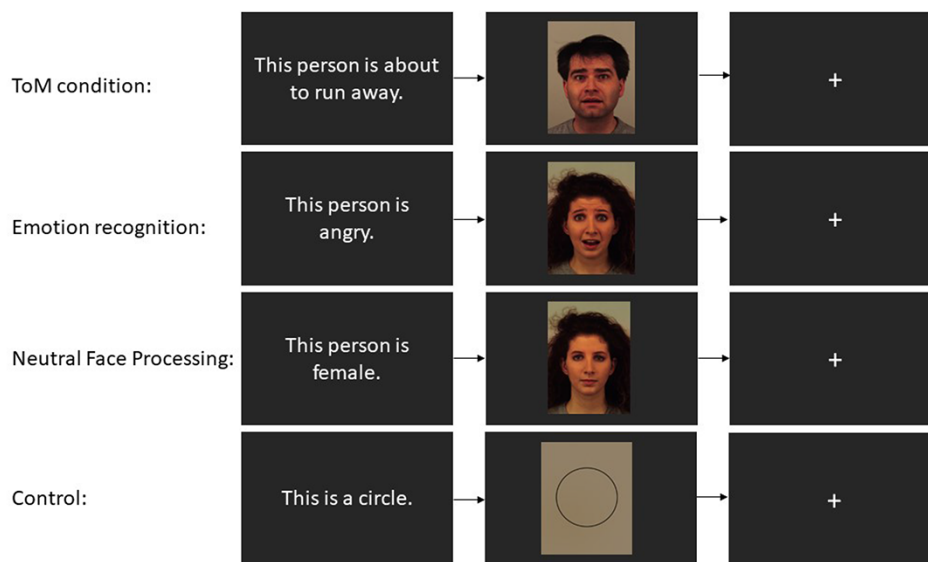 ToM condition:
This person is about
to run away.
+
Emotion recognition:
This person is
angry.
+
Neutral Face Processing:
This person is
female.
+
Control:
This is a circle.
+